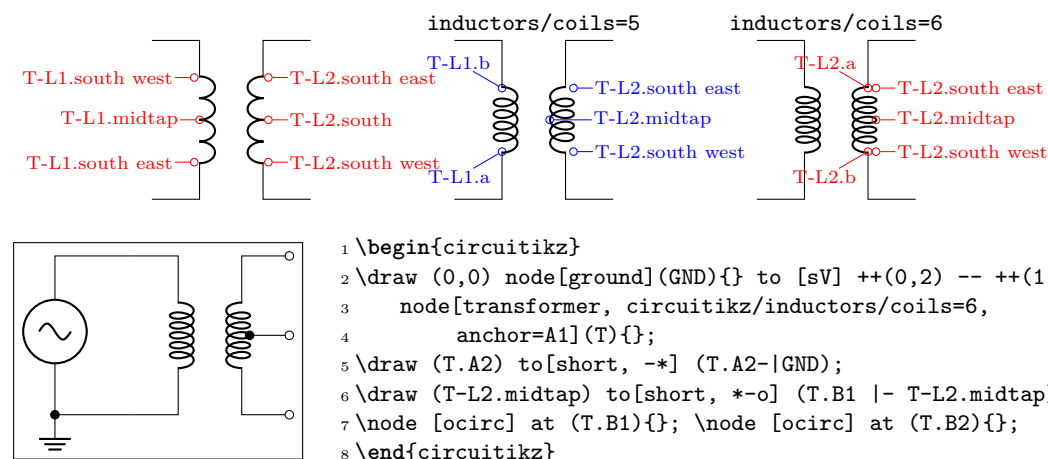 inductors/coils=5
inductors/coils=6
T-L1.south west
T-L1.midtap
T-L1.south east
T-L2.south east
T-L2.south
T-L2.south west
T-L1.b
T-L1.a
T-L2.south east
T-L2.midtap
T-L2.south west
T-L2.a
T-L2.b
T-L2.south east
T-L2.midtap
T-L2.south west
1 \begin{circuitikz}
2 \draw (0,0) node[ground](GND){} to [sV] ++(0,2) -- ++(1
3 node[transformer, circuitikz/inductors/coils=6,
4 anchor=A1](T){};
5 \draw (T.A2) to[short, -*] (T.A2-|GND);
6 \draw (T-L2.midtap) to[short, *-o] (T.B1 |- T-L2.midtap)
7 \node [ocirc] at (T.B1){}; \node [ocirc] at (T.B2){};
8 \end{circuitikz}